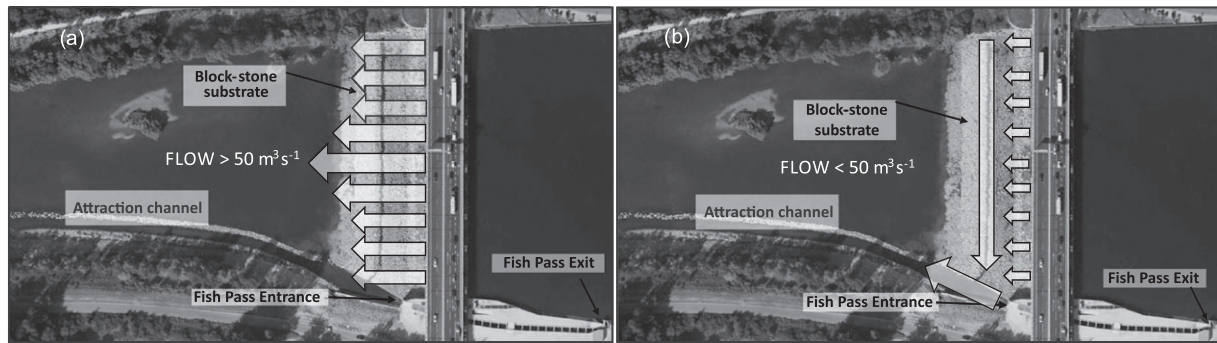 (a)
Block-stone
substrate
FLOW > 50 m³s⁻¹
Attraction channel
Fish Pass Entrance
Fish Pass Exit
(b)
Block-stone
substrate
FLOW < 50 m³s⁻¹
Attraction channel
Fish Pass Entrance
Fish Pass Exit